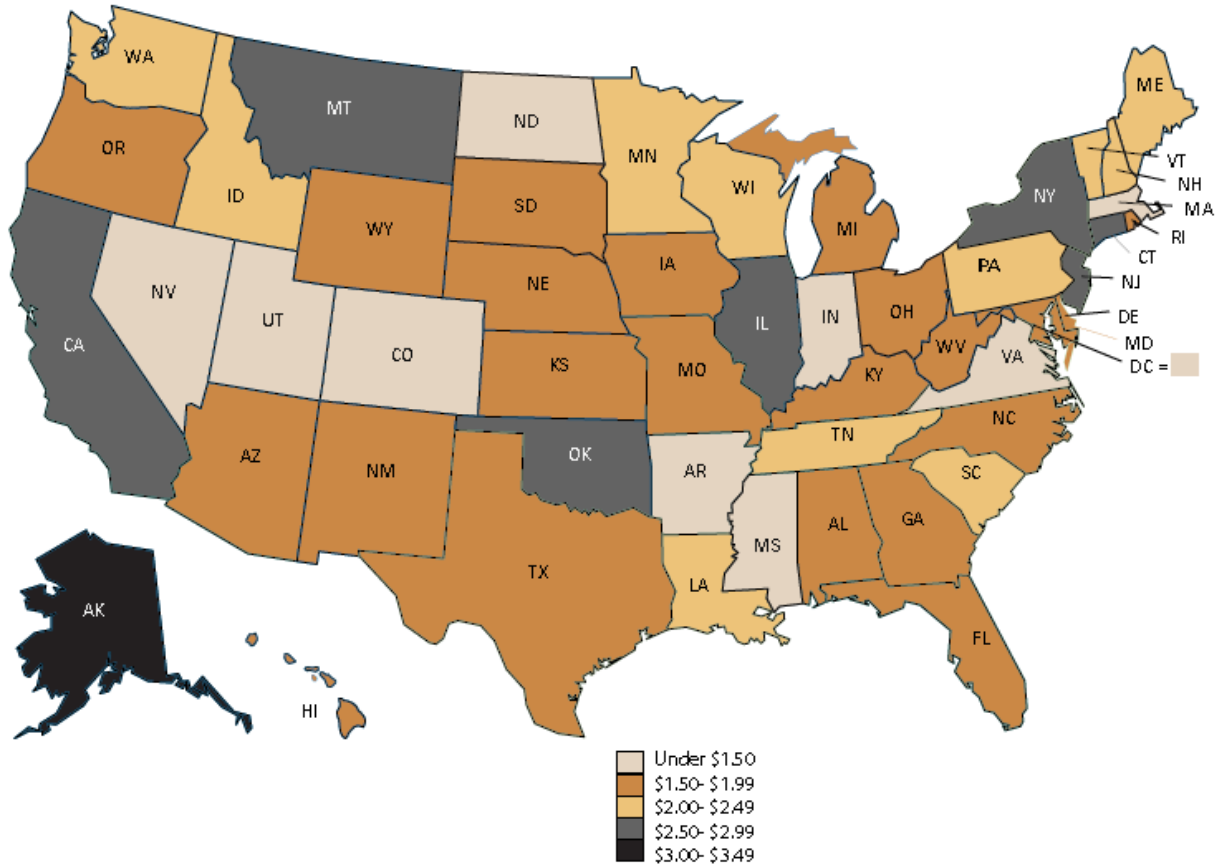 WA
ME
MT
ND
VT
OR
MN
NH
ID
WI
NY
MA
SD
WY
MI
RI
CT
IA
PA
NJ
NE
NV
OH
DE
UT
IL
IN
MD
CA
CO
WV
VA
DC =
KS
MO
KY
NC
TN
AZ
OK
NM
AR
SC
AL
GA
MS
TX
LA
AK
FL
HI
Under $1.50
$1.50- $1.99
$2.00- $2.49
$2.50- $2.99
$3.00- $3.49